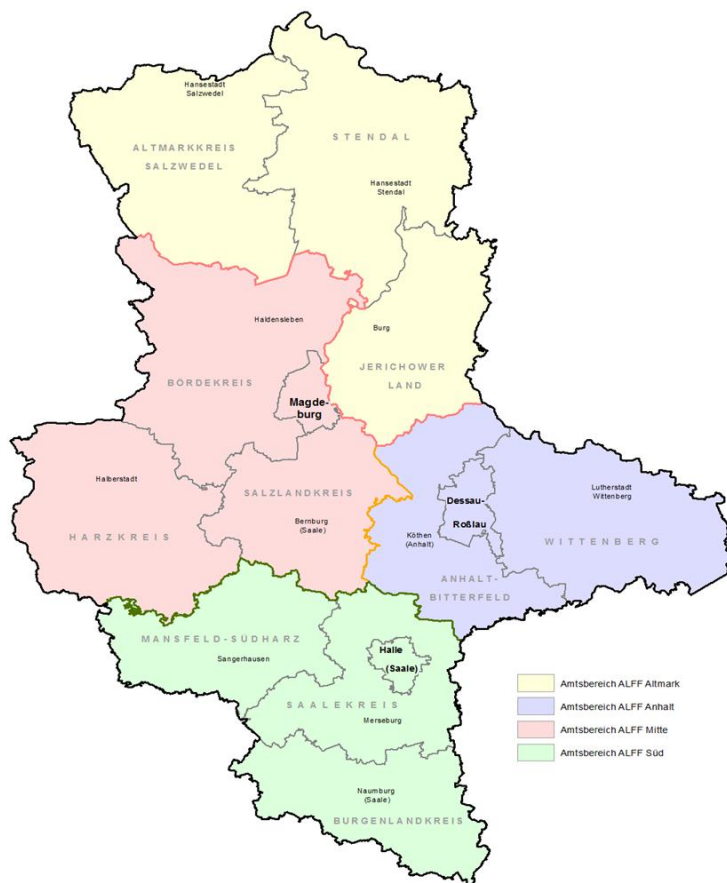 Hansestadt
Salzwedel
ALTMARKKREIS
SALZWEDEL
STENDAL
Hansestadt
Stendal
Haldensleben
Burg
JERICHOWER
LAND
BÖRDEKREIS
Magde-
burg
Halberstadt
HARZKREIS
SALZLANDKREIS
Bernburg
(Saale)
Dessau-
Roßlau
Köthen
(Anhalt)
ANHALT-
BITTERFELD
Lutherstadt
Wittenberg
WITTENBERG
MANSFELD-SÜDHARZ
Sangerhausen
Halle
(Saale)
SAALEKREIS
Merseburg
Naumburg
(Saale)
BURGENLANDKREIS
Amtsbereich ALFF Altmark
Amtsbereich ALFF Anhalt
Amtsbereich ALFF Mitte
Amtsbereich ALFF Süd